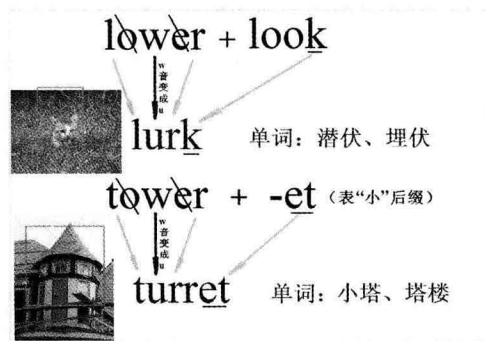 lower + look
w音变成u
lurk 单词：潜伏、埋伏
tower + -et（表“小”后缀）
w音变成u
turret 单词：小塔、塔楼